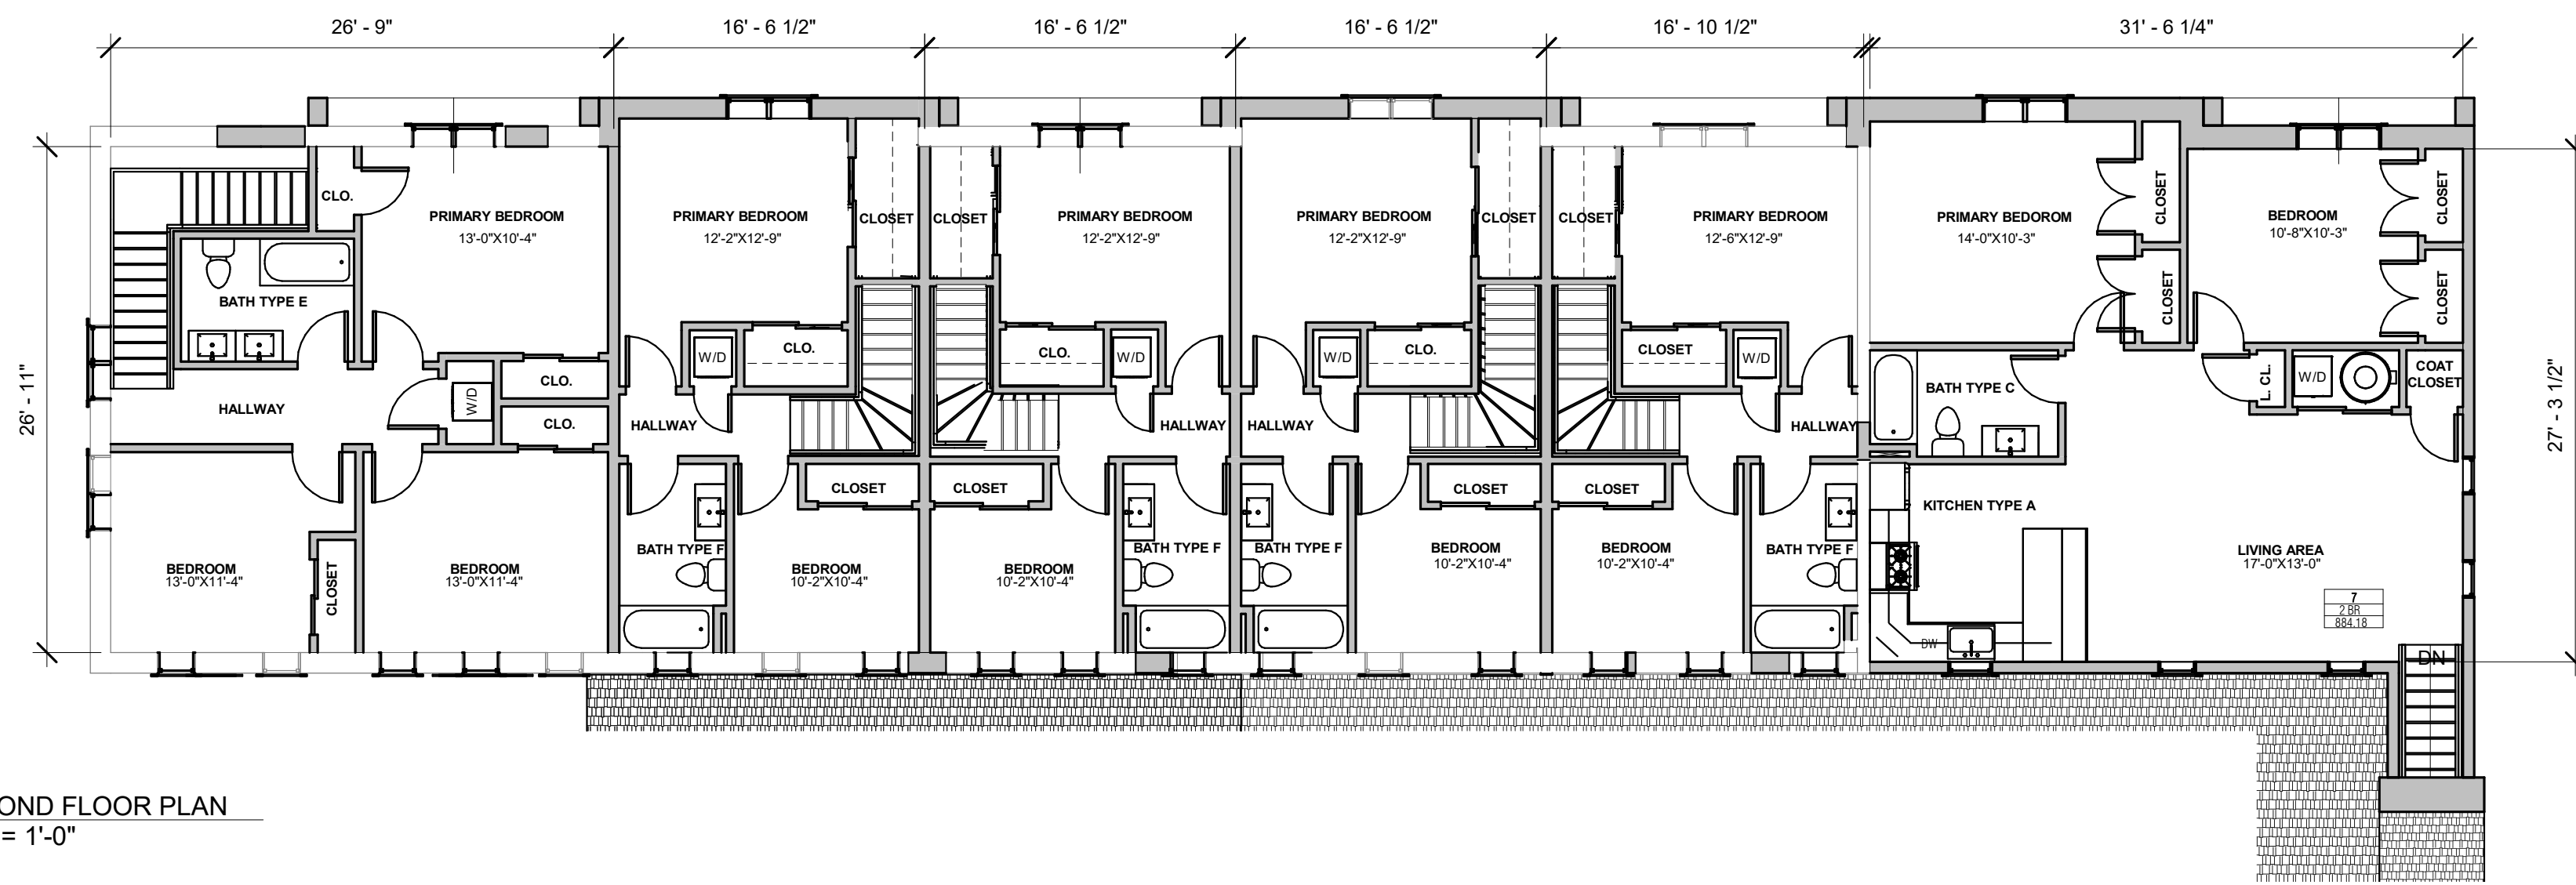 26' - 9"
16' - 6 1/2"
16' - 6 1/2"
16' - 6 1/2"
16' - 10 1/2"
31' - 6 1/4"
26' - 11"
27' - 3 1/2"
CLO.
PRIMARY BEDROOM
13'-0"X10'-4"
BATH TYPE E
HALLWAY
W/D
CLO.
CLO.
BEDROOM
13'-0"X11'-4"
CLOSET
BEDROOM
13'-0"X11'-4"
PRIMARY BEDROOM
12'-2"X12'-9"
CLOSET
W/D
CLO.
HALLWAY
CLOSET
BATH TYPE F
BEDROOM
10'-2"X10'-4"
CLOSET
PRIMARY BEDROOM
12'-2"X12'-9"
CLO.
W/D
HALLWAY
CLOSET
BEDROOM
10'-2"X10'-4"
BATH TYPE F
PRIMARY BEDROOM
12'-2"X12'-9"
CLOSET
W/D
CLO.
HALLWAY
CLOSET
BATH TYPE F
BEDROOM
10'-2"X10'-4"
CLOSET
PRIMARY BEDROOM
12'-6"X12'-9"
CLOSET
W/D
HALLWAY
CLOSET
BEDROOM
10'-2"X10'-4"
BATH TYPE F
PRIMARY BEDOROM
14'-0"X10'-3"
CLOSET
CLOSET
BEDROOM
10'-8"X10'-3"
CLOSET
CLOSET
BATH TYPE C
L. CL.
W/D
COAT
CLOSET
KITCHEN TYPE A
LIVING AREA
17'-0"X13'-0"
7
2 BR
884.18
DW
DN
OND FLOOR PLAN
= 1'-0"